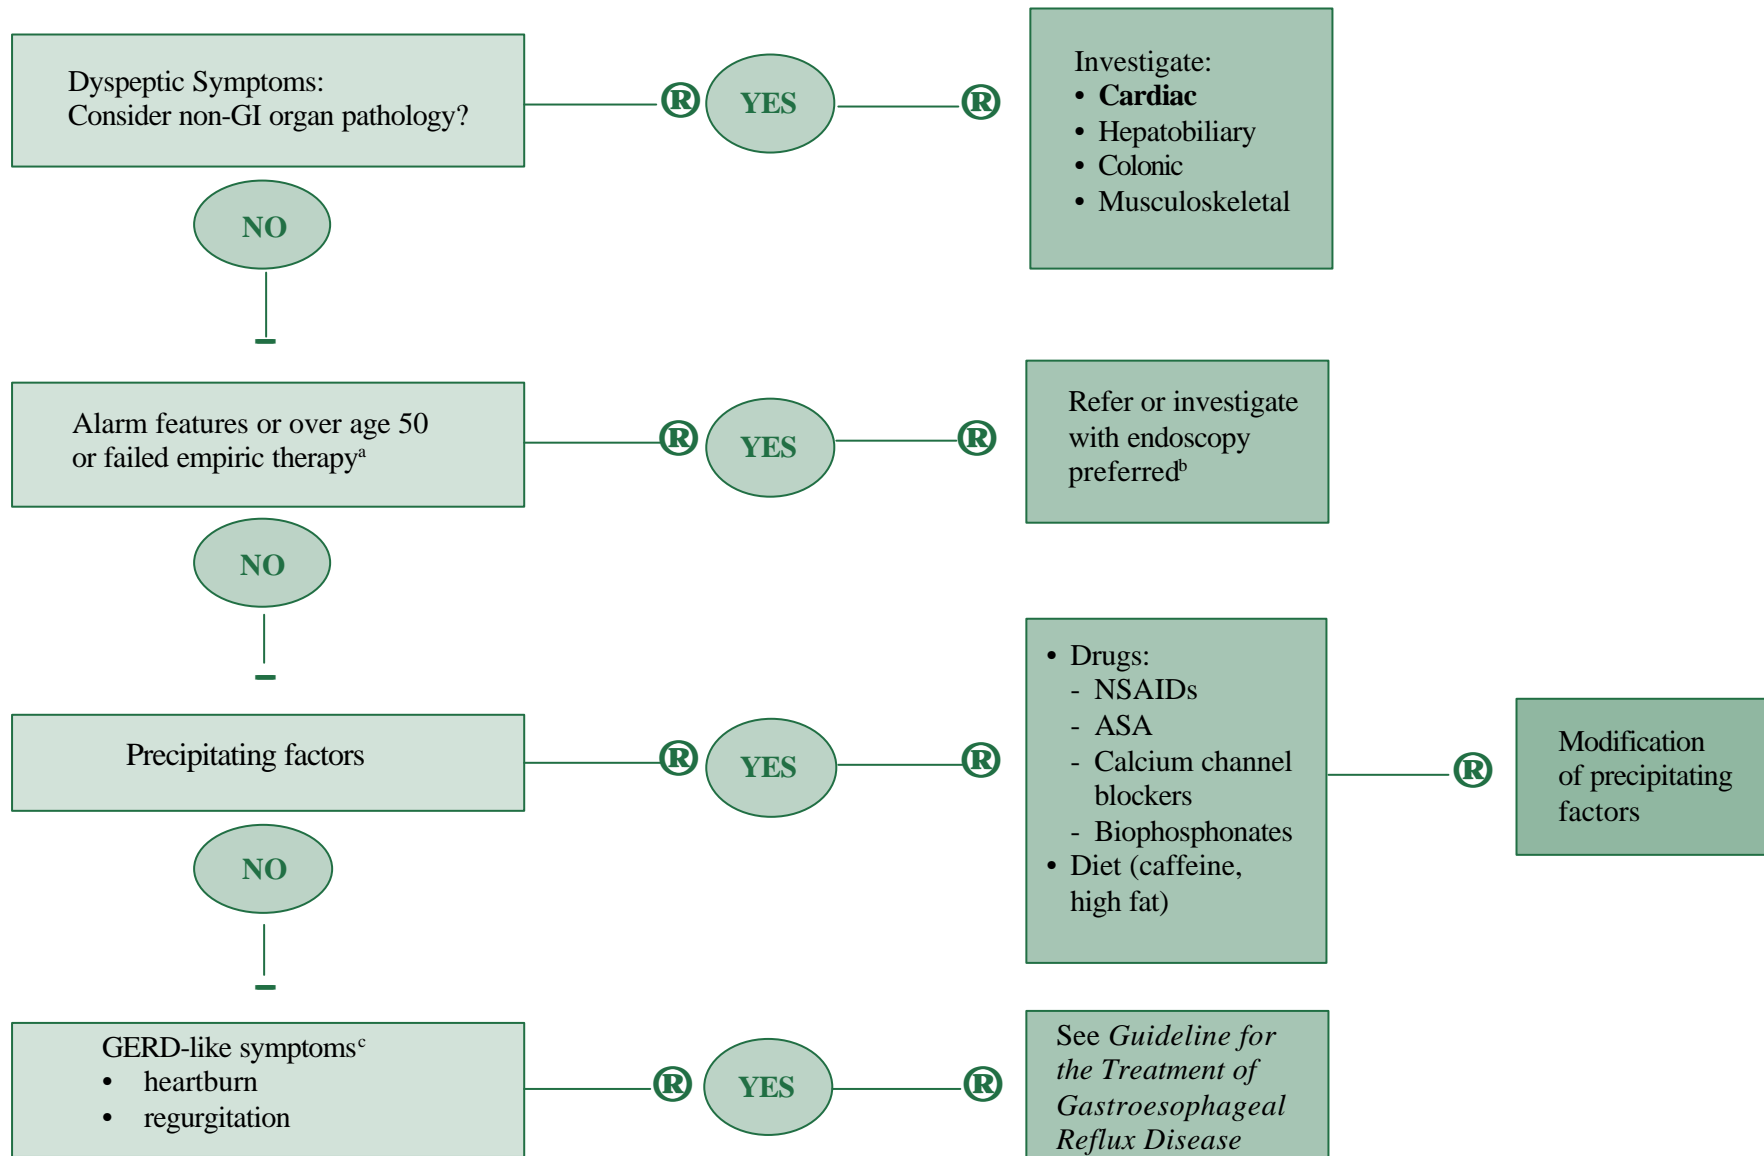 Dyspeptic Symptoms:
Consider non-GI organ pathology?
® YES ®
Investigate:
• Cardiac
• Hepatobiliary
• Colonic
• Musculoskeletal
NO
Alarm features or over age 50
or failed empiric therapyᵃ
® YES ®
Refer or investigate
with endoscopy
preferredᵇ
NO
Precipitating factors
® YES ®
• Drugs:
- NSAIDs
- ASA
- Calcium channel
blockers
- Biophosphonates
• Diet (caffeine,
high fat)
®
Modification
of precipitating
factors
NO
GERD-like symptomsᶜ
• heartburn
• regurgitation
® YES ®
See Guideline for
the Treatment of
Gastroesophageal
Reflux Disease